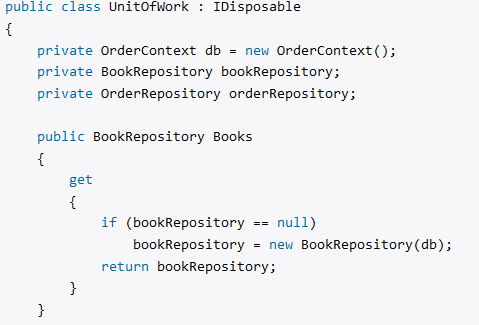 public class UnitOfWork : IDisposable
{
    private OrderContext db = new OrderContext();
    private BookRepository bookRepository;
    private OrderRepository orderRepository;

    public BookRepository Books
    {
        get
        {
            if (bookRepository == null)
                bookRepository = new BookRepository(db);
            return bookRepository;
        }
    }